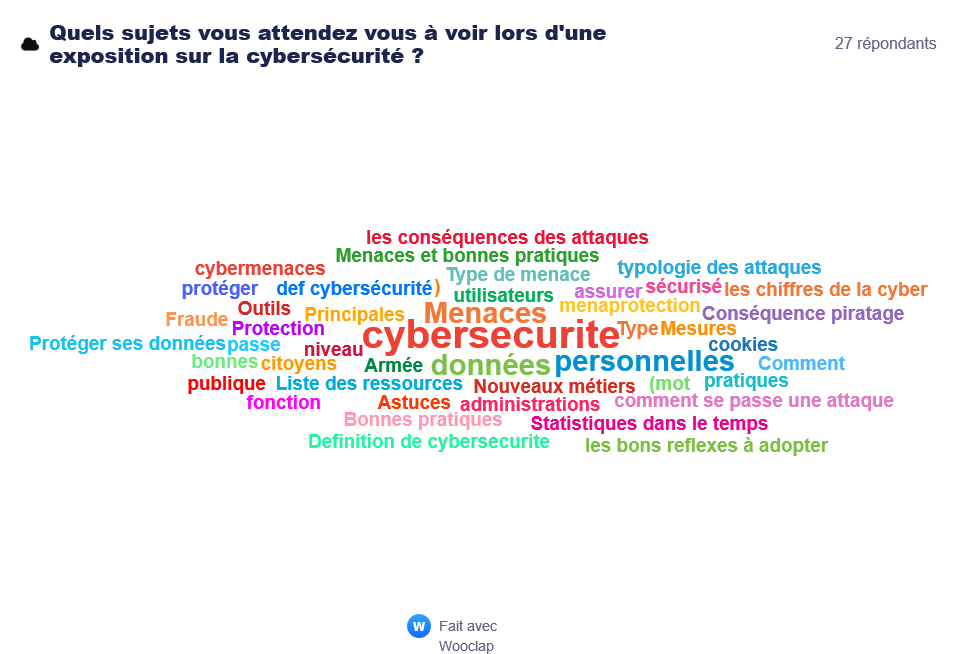 Quels sujets vous attendez vous à voir lors d'une
exposition sur la cybersécurité ?
27 répondants
les conséquences des attaques
Menaces et bonnes pratiques
cybermenaces
Type de menace
typologie des attaques
protéger
def cybersécurité
)
utilisateurs
assurer
sécurisé
les chiffres de la cyber
Outils
Principales
Menaces
menaprotection
Conséquence piratage
Fraude
Protection
cybersecurite
Type
Mesures
Protéger ses données
passe
niveau
cookies
bonnes
citoyens
Armée
données
personnelles
Comment
publique
Liste des ressources
Nouveaux métiers
(mot
pratiques
fonction
Astuces
administrations
comment se passe une attaque
Bonnes pratiques
Statistiques dans le temps
Definition de cybersecurite
les bons reflexes à adopter
w
Fait avec
Wooclap